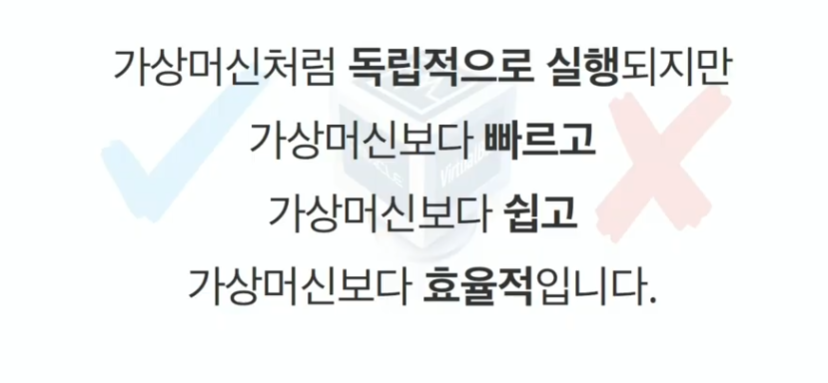 가상머신처럼 독립적으로 실행되지만
가상머신보다 빠르고
가상머신보다 쉽고
가상머신보다 효율적입니다.